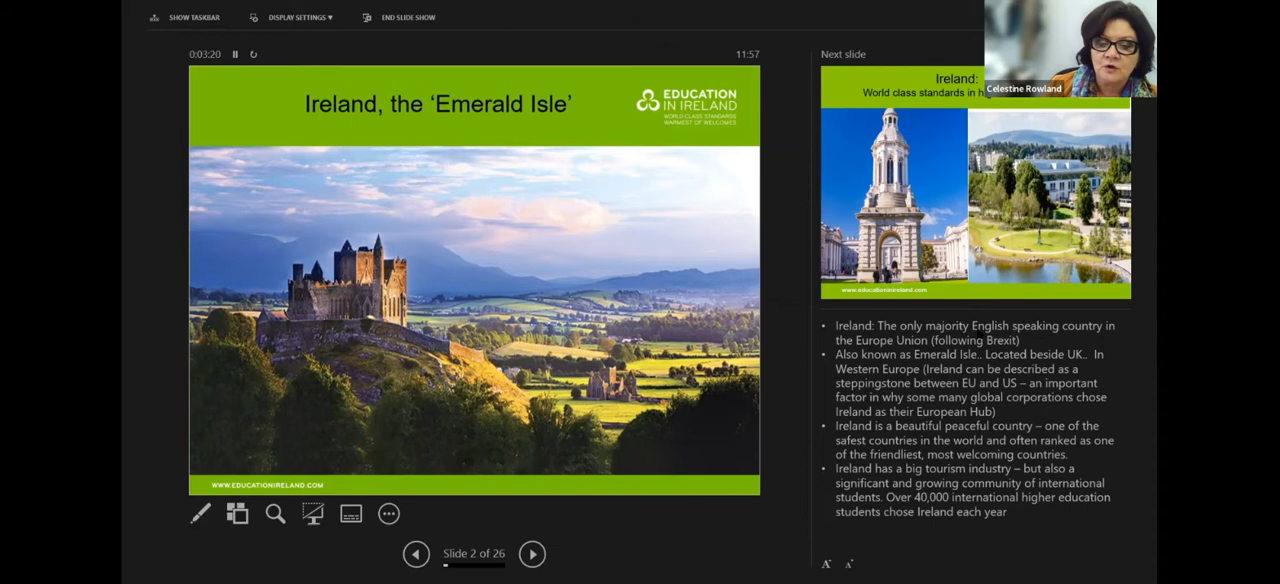 SHOW TASKBAR
DISPLAY SETTINGS ▼
END SLIDE SHOW
0:03:20
11:57
Ireland, the ‘Emerald Isle’
EDUCATION
IN IRELAND
WORLD CLASS STANDARDS
WARMEST OF WELCOMES
WWW.EDUCATIONIRELAND.COM
Slide 2 of 26
Next slide
Celestine Rowland
Ireland:
World class standards in
www.educationinireland.com
• Ireland: The only majority English speaking country in
the Europe Union (following Brexit)
• Also known as Emerald Isle.. Located beside UK.. In
Western Europe (Ireland can be described as a
steppingstone between EU and US – an important
factor in why some many global corporations chose
Ireland as their European Hub)
• Ireland is a beautiful peaceful country – one of the
safest countries in the world and often ranked as one
of the friendliest, most welcoming countries.
• Ireland has a big tourism industry – but also a
significant and growing community of international
students. Over 40,000 international higher education
students chose Ireland each year
A A